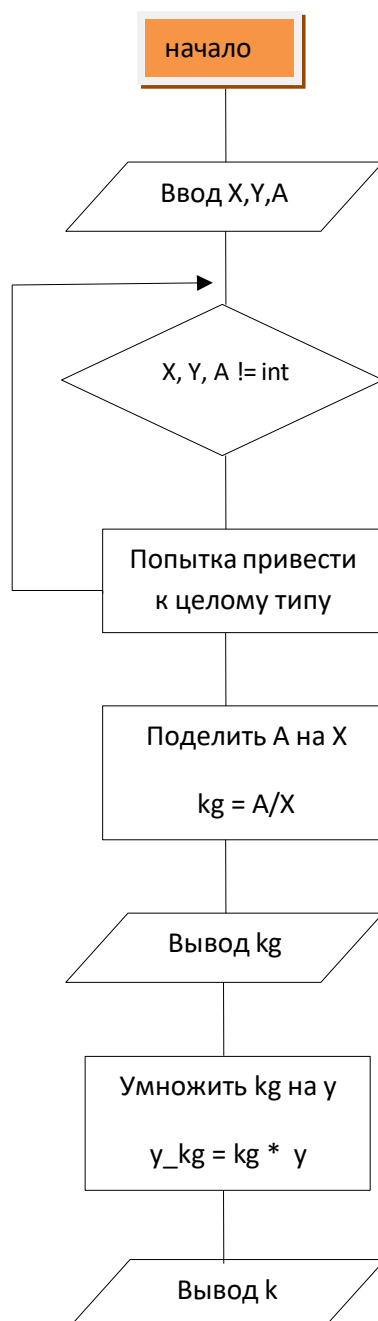 начало
Ввод X,Y,A
X, Y, A != int
Попытка привести
к целому типу
Поделить А на X
kg = A/X
Вывод kg
Умножить kg на y
y_kg = kg * y
Вывод k